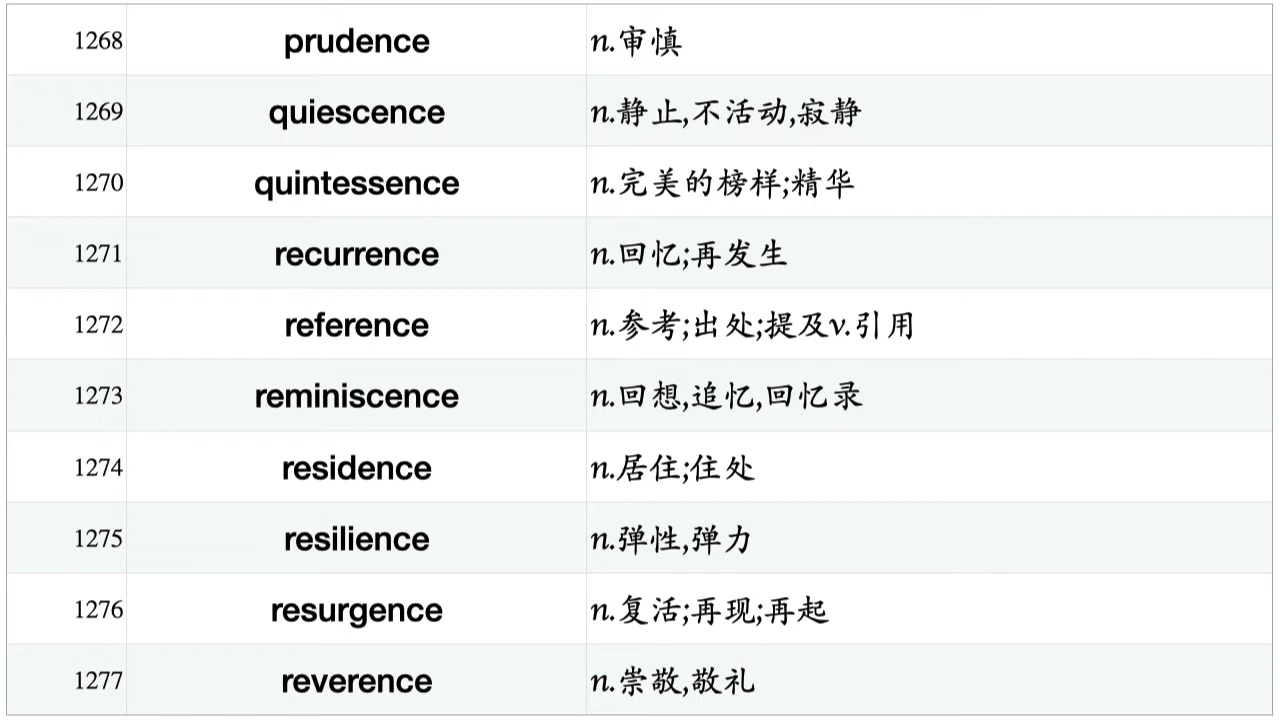 1268 prudence n.审慎
1269 quiescence n.静止,不活动,寂静
1270 quintessence n.完美的榜样;精华
1271 recurrence n.回忆;再发生
1272 reference n.参考;出处;提及v.引用
1273 reminiscence n.回想,追忆,回忆录
1274 residence n.居住;住处
1275 resilience n.弹性,弹力
1276 resurgence n.复活;再现;再起
1277 reverence n.崇敬,敬礼